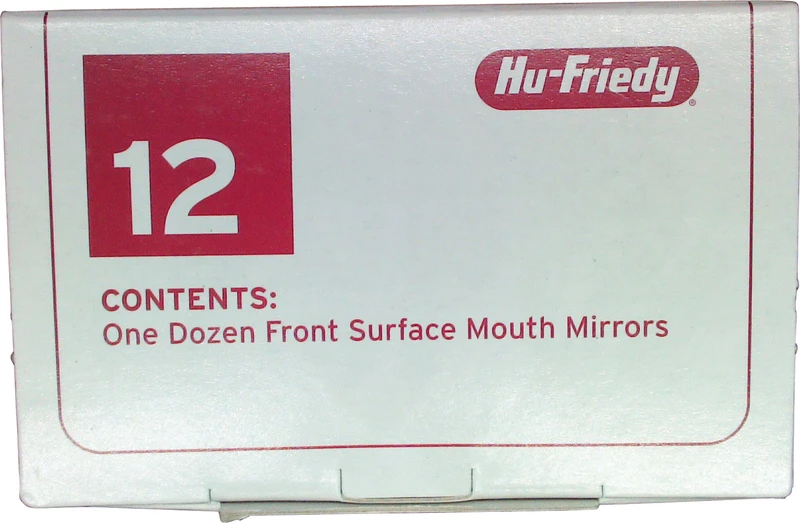 Hu-Friedy®
12
CONTENTS:
One Dozen Front Surface Mouth Mirrors